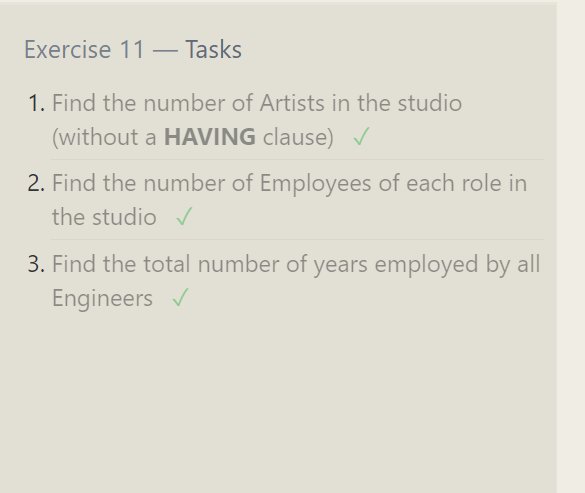 Exercise 11 — Tasks
1. Find the number of Artists in the studio
(without a HAVING clause) ✓
2. Find the number of Employees of each role in
the studio ✓
3. Find the total number of years employed by all
Engineers ✓